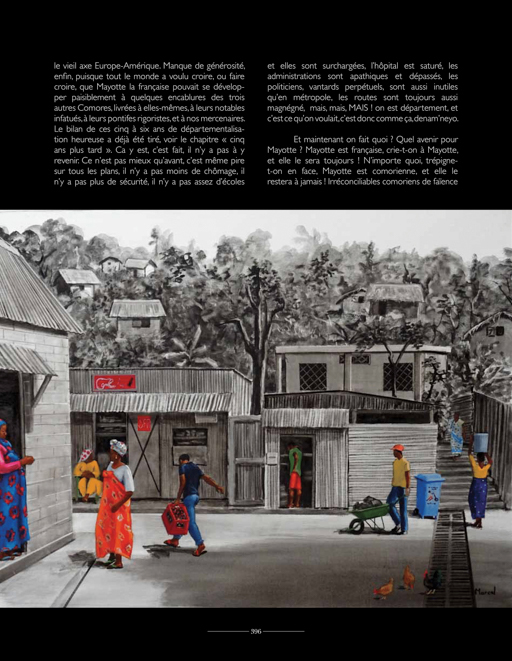 le vieil axe Europe-Amérique. Manque de générosité,
enfin, puisque tout le monde a voulu croire, ou faire
croire, que Mayotte la française pouvait se dévelop-
per paisiblement à quelques encablures des trois
autres Comores, livrées à elles-mêmes, à leurs notables
infatués, à leurs pontifes rigoristes, et à nos mercenaires.
Le bilan de ces cinq à six ans de départementalisa-
tion heureuse a déjà été tiré, voir le chapitre « cinq
ans plus tard ». Ca y est, c'est fait, il n'y a pas à y
revenir. Ce n'est pas mieux qu'avant, c'est même pire
sur tous les plans, il n'y a pas moins de chômage, il
n'y a pas plus de sécurité, il n'y a pas assez d'écoles
et elles sont surchargées, l'hôpital est saturé, les
administrations sont apathiques et dépassés, les
politiciens, vantards perpétuels, sont aussi inutiles
qu'en métropole, les routes sont toujours aussi
magnégné, mais, mais, MAIS ! on est département, et
c'est ce qu'on voulait, c'est donc comme ça, denam'neyo.
Et maintenant on fait quoi ? Quel avenir pour
Mayotte ? Mayotte est française, crie-t-on à Mayotte,
et elle le sera toujours ! N'importe quoi, trépigne-
t-on en face, Mayotte est comorienne, et elle le
restera à jamais ! Irréconciliables comoriens de faïence
396